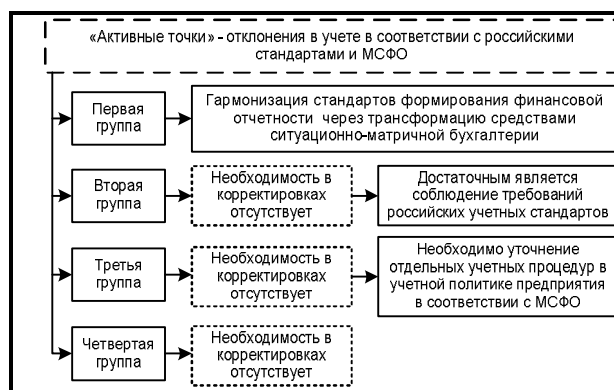 «Активные точки» - отклонения в учете в соответствии с российскими
стандартами и МСФО
Первая
группа
Гармонизация стандартов формирования финансовой
отчетности через трансформацию средствами
ситуационно-матричной бухгалтерии
Вторая
группа
Необходимость в
корректировках
отсутствует
Достаточным является
соблюдение требований
российских учетных стандартов
Третья
группа
Необходимость в
корректировках
отсутствует
Необходимо уточнение
отдельных учетных процедур в
учетной политике предприятия
в соответствии с МСФО
Четвертая
группа
Необходимость в
корректировках
отсутствует